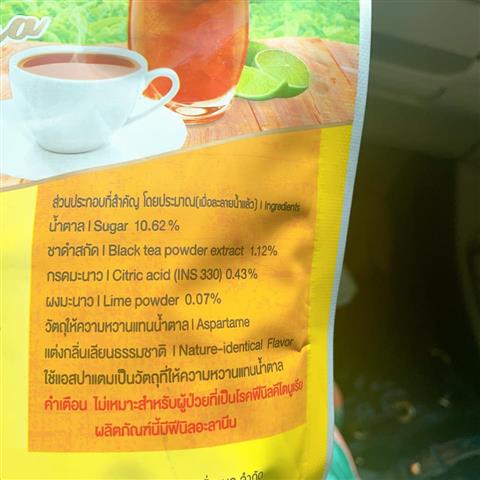 ส่วนประกอบที่สำคัญ โดยประมาณ(เมื่อละลายน้ำแล้ว) | Ingredients
น้ำตาล | Sugar 10.62%
ชาดำสกัด | Black tea powder extract 1.12%
กรดมะนาว | Citric acid (INS 330) 0.43%
ผงมะนาว | Lime powder 0.07%
วัตถุให้ความหวานแทนน้ำตาล | Aspartame
แต่งกลิ่นเลียนธรรมชาติ | Nature-identical Flavor
ใช้แอสปาแตมเป็นวัตถุที่ให้ความหวานแทนน้ำตาล
คำเตือน ไม่เหมาะสำหรับผู้ป่วยที่เป็นโรคฟีนิลคีโตนูเรีย
ผลิตภัณฑ์นี้มีฟีนิลอะลานีน